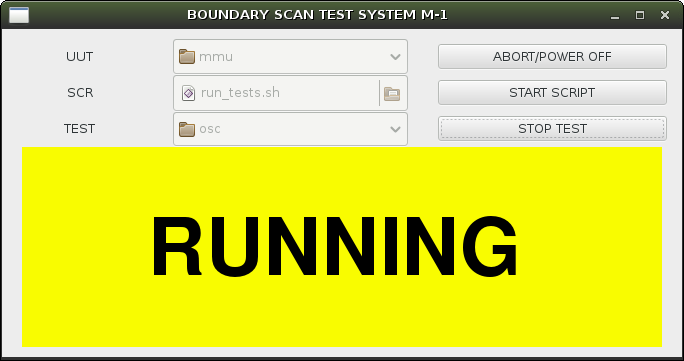 BOUNDARY SCAN TEST SYSTEM M-1
UUT mmu ABORT/POWER OFF
SCR run_tests.sh START SCRIPT
TEST osc STOP TEST
RUNNING